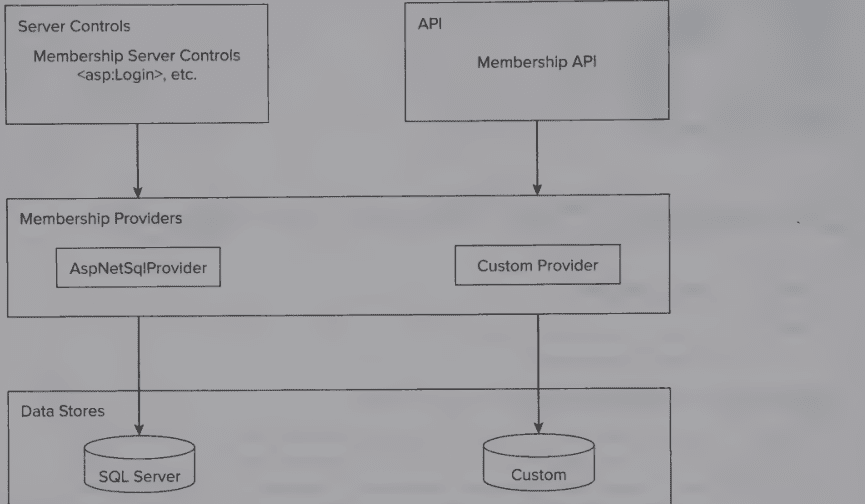 Server Controls
Membership Server Controls
<asp:Login>, etc.
API
Membership API
Membership Providers
AspNetSqlProvider
Custom Provider
Data Stores
SQL Server
Custom